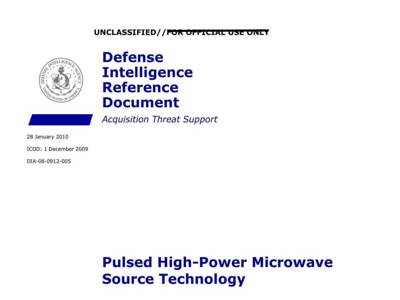 UNCLASSIFIED//FOR OFFICIAL USE ONLY
Defense
Intelligence
Reference
Document
Acquisition Threat Support
28 January 2010
ICOD: 1 December 2009
DIA-08-0912-005
Pulsed High-Power Microwave
Source Technology